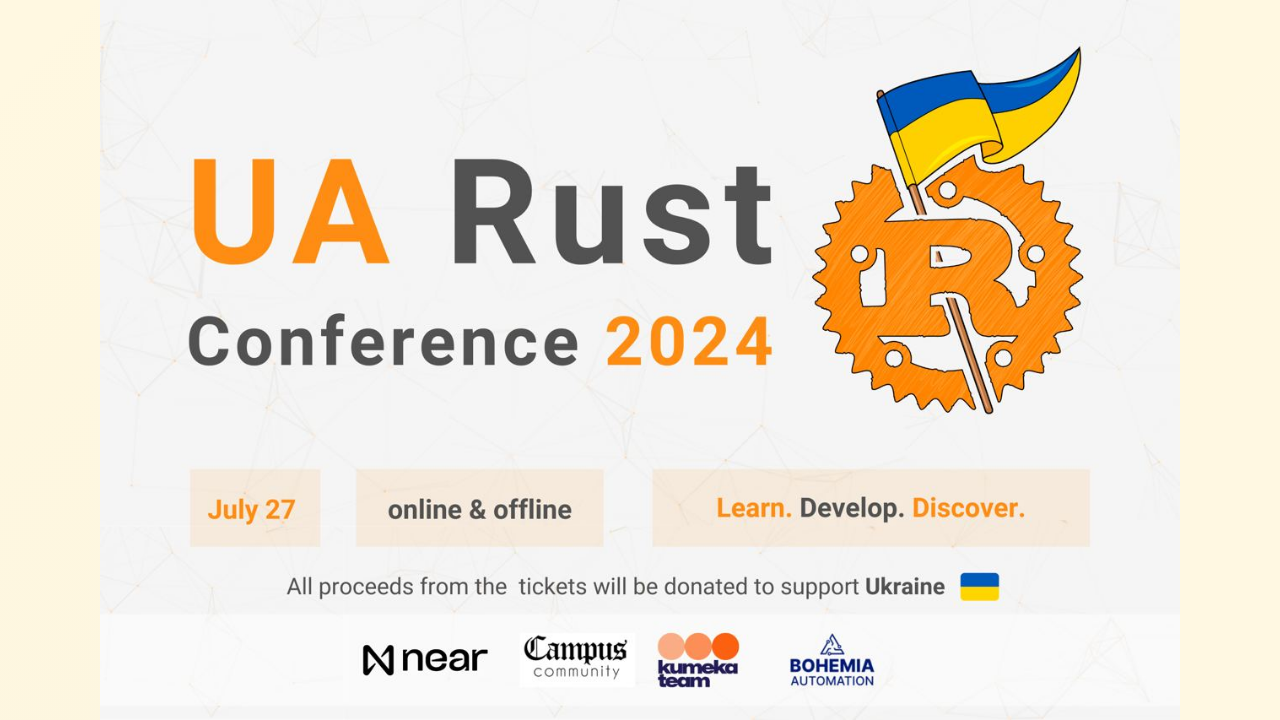 UA Rust
Conference 2024
R
July 27
online & offline
Learn. Develop. Discover.
All proceeds from the tickets will be donated to support Ukraine
near
Campus
community
kumeka
team
BOHEMIA
AUTOMATION